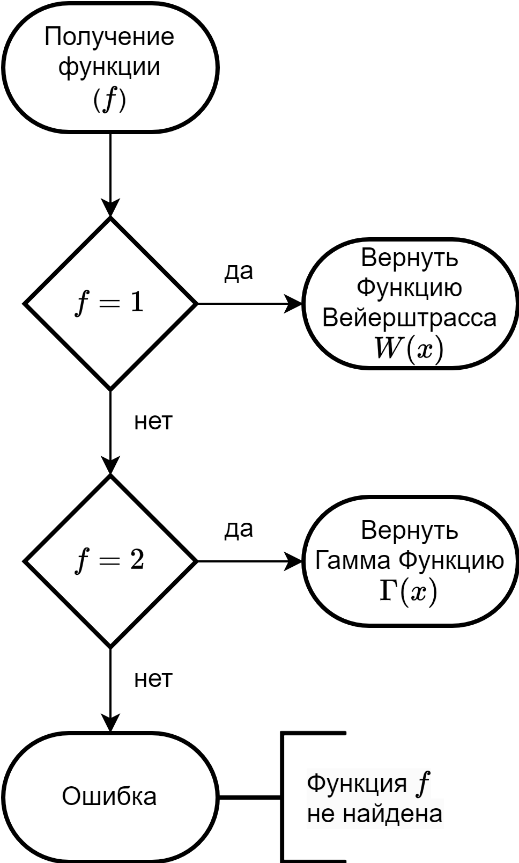 Получение
функции
(f)
f = 1
да
Вернуть
Функцию
Вейерштрасса
W(x)
нет
f = 2
да
Вернуть
Гамма Функцию
Γ(x)
нет
Ошибка
Функция f
не найдена